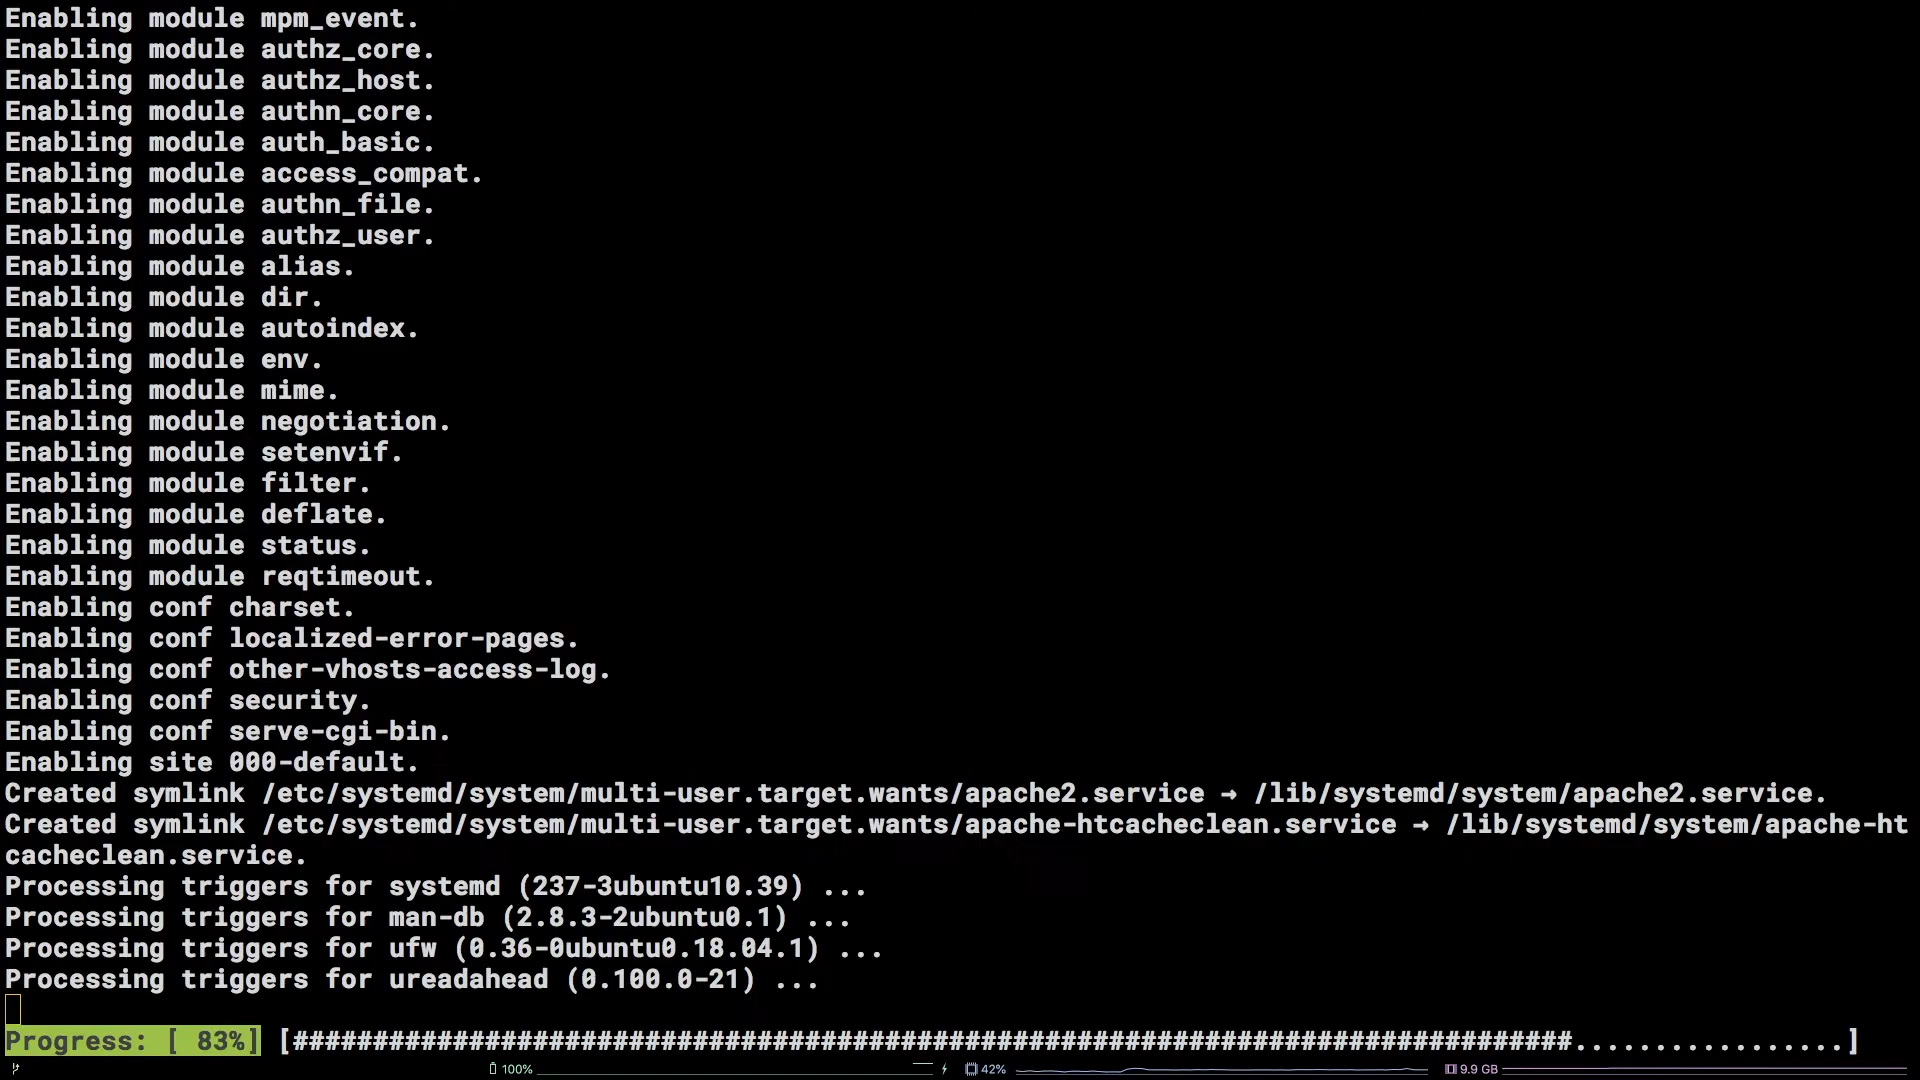 Enabling module mpm_event.
Enabling module authz_core.
Enabling module authz_host.
Enabling module authn_core.
Enabling module auth_basic.
Enabling module access_compat.
Enabling module authn_file.
Enabling module authz_user.
Enabling module alias.
Enabling module dir.
Enabling module autoindex.
Enabling module env.
Enabling module mime.
Enabling module negotiation.
Enabling module setenvif.
Enabling module filter.
Enabling module deflate.
Enabling module status.
Enabling module reqtimeout.
Enabling conf charset.
Enabling conf localized-error-pages.
Enabling conf other-vhosts-access-log.
Enabling conf security.
Enabling conf serve-cgi-bin.
Enabling site 000-default.
Created symlink /etc/systemd/system/multi-user.target.wants/apache2.service → /lib/systemd/system/apache2.service.
Created symlink /etc/systemd/system/multi-user.target.wants/apache-htcacheclean.service → /lib/systemd/system/apache-ht
cacheclean.service.
Processing triggers for systemd (237-3ubuntu10.39) ...
Processing triggers for man-db (2.8.3-2ubuntu0.1) ...
Processing triggers for ufw (0.36-0ubuntu0.18.04.1) ...
Processing triggers for ureadahead (0.100.0-21) ...
Progress: [ 83%] [################################################################################.................]
100% 42% 9.9 GB